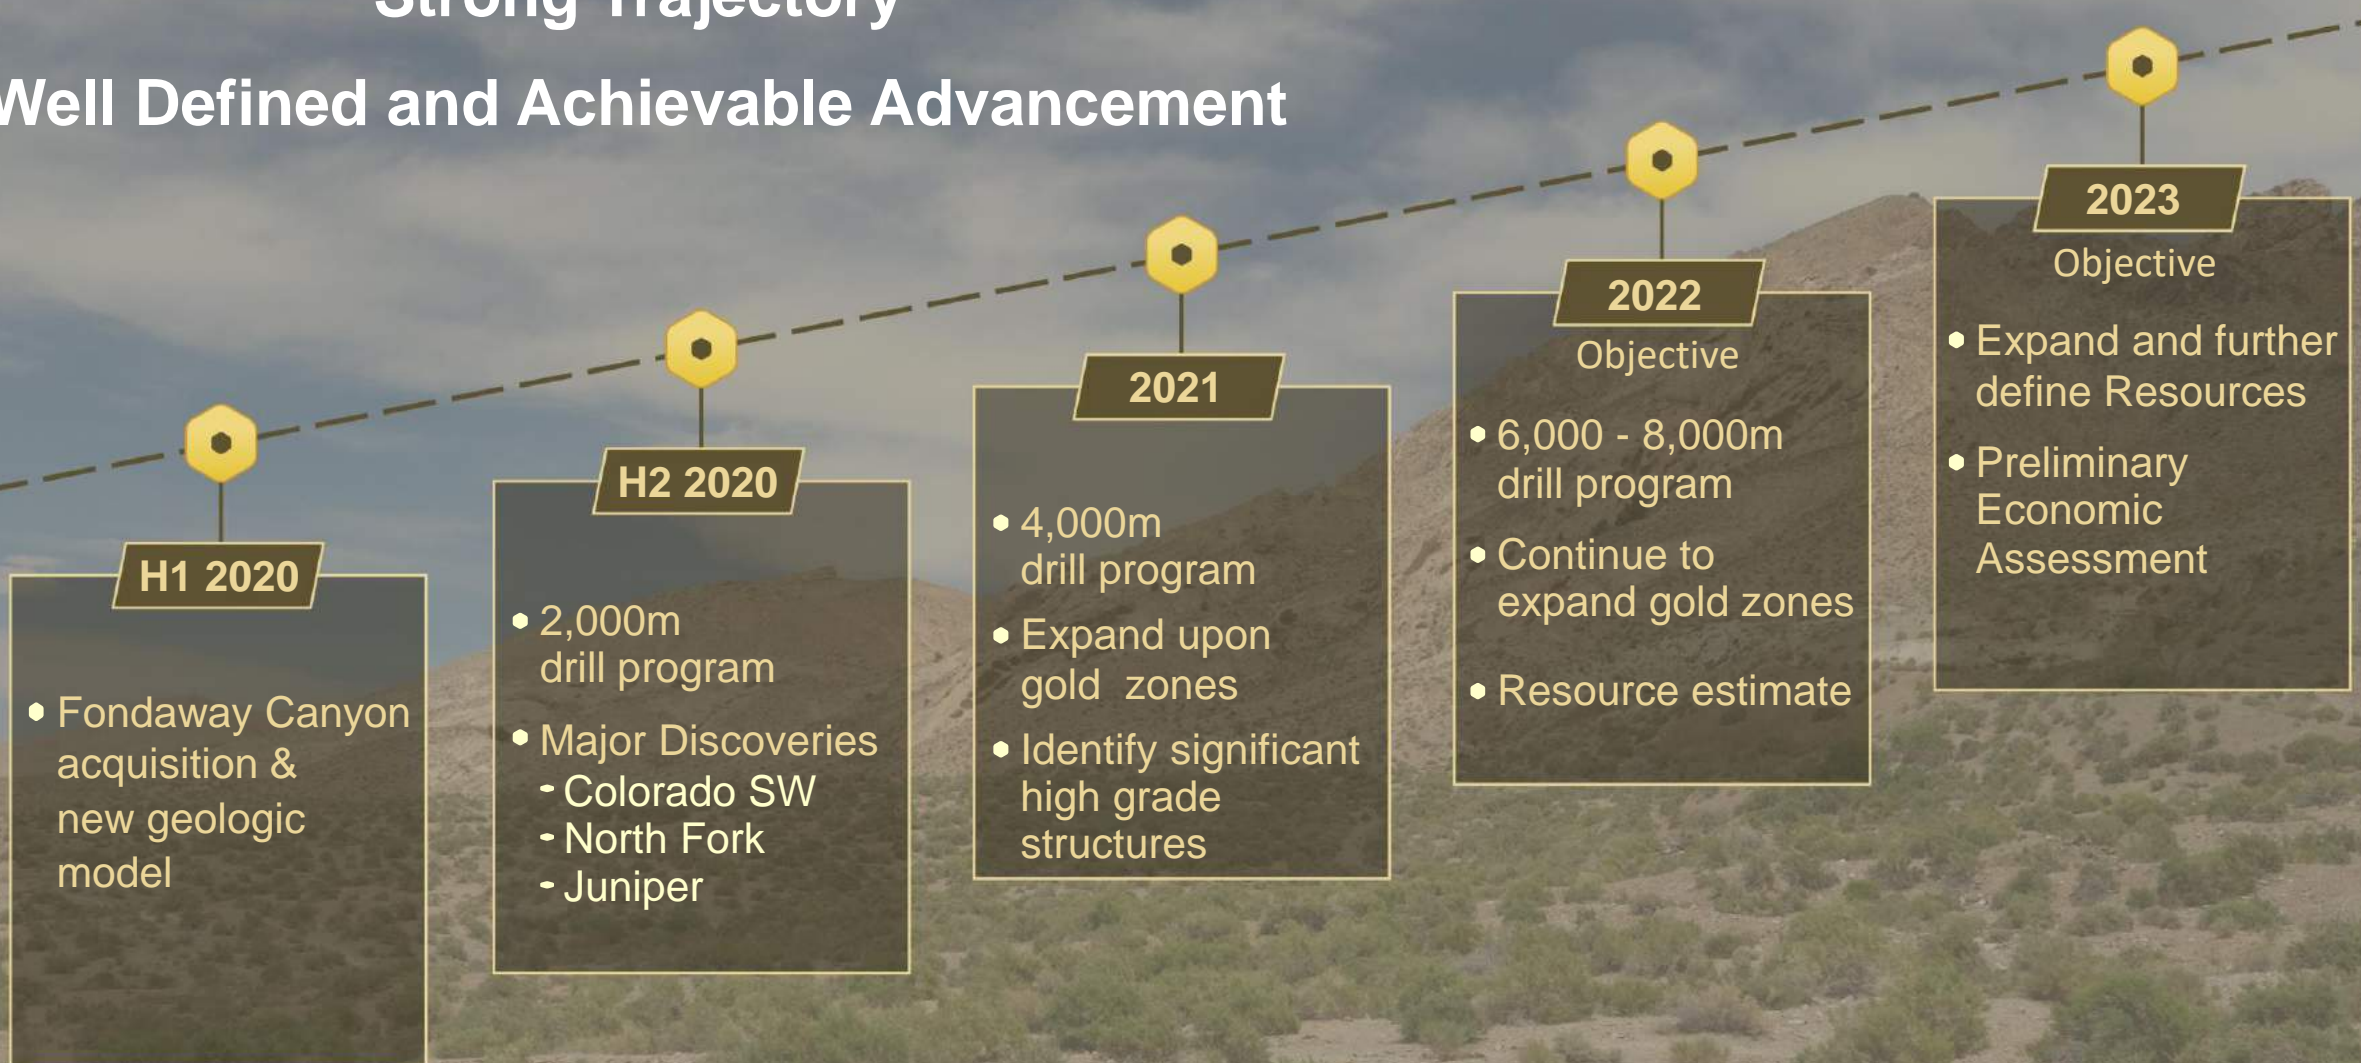 Strong Trajectory
Well Defined and Achievable Advancement
H1 2020
• Fondaway Canyon
acquisition &
new geologic
model
H2 2020
• 2,000m
drill program
• Major Discoveries
- Colorado SW
- North Fork
- Juniper
2021
• 4,000m
drill program
• Expand upon
gold zones
• Identify significant
high grade
structures
2022
Objective
• 6,000 - 8,000m
drill program
• Continue to
expand gold zones
• Resource estimate
2023
Objective
• Expand and further
define Resources
• Preliminary
Economic
Assessment